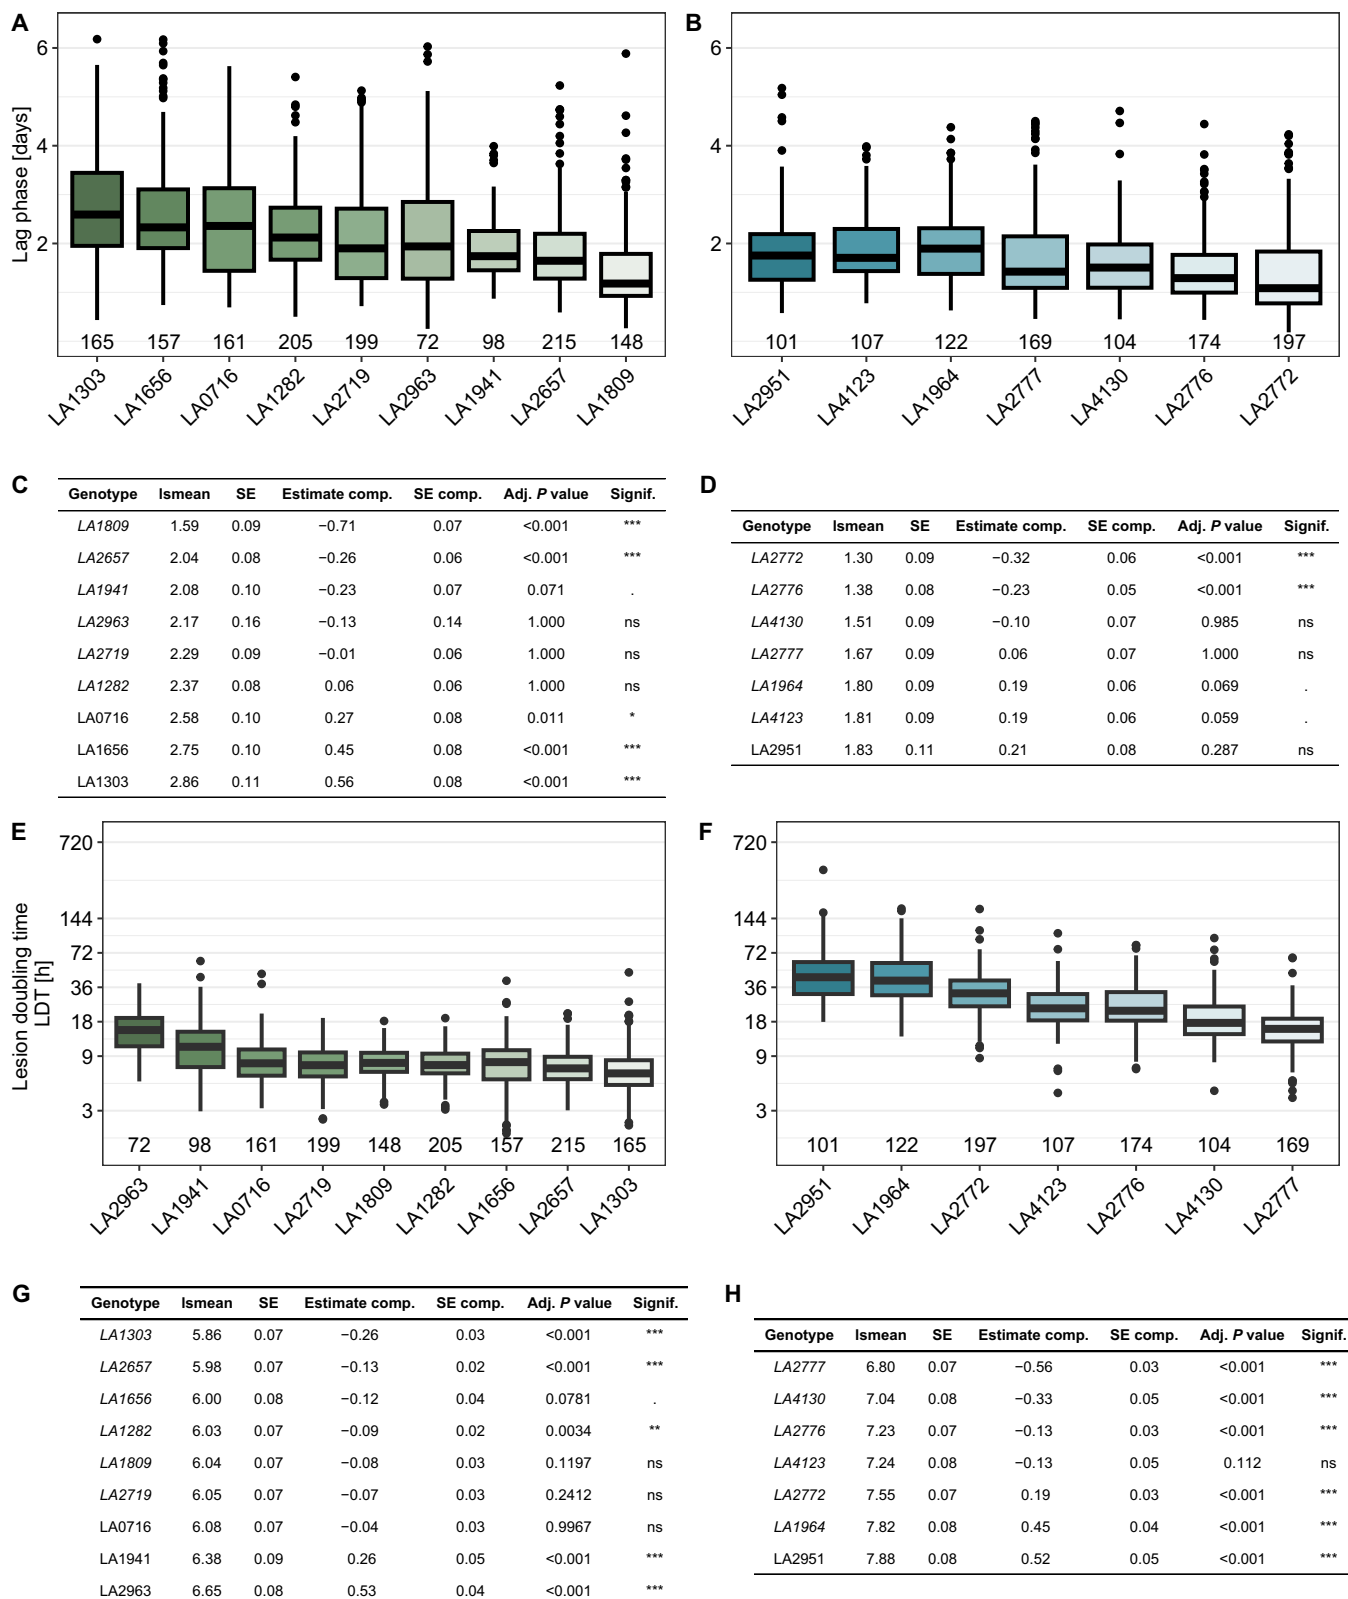 A
B
Lag phase [days]
6
4
2
165 157 161 205 199 72 98 215 148
LA1303 LA1656 LA0716 LA1282 LA2719 LA2963 LA1941 LA2657 LA1809
6
4
2
101 107 122 169 104 174 197
LA2951 LA4123 LA1964 LA2777 LA4130 LA2776 LA2772
C
Genotype lsmean SE Estimate comp. SE comp. Adj. P value Signif.
LA1809 1.59 0.09 −0.71 0.07 <0.001 ***
LA2657 2.04 0.08 −0.26 0.06 <0.001 ***
LA1941 2.08 0.10 −0.23 0.07 0.071 .
LA2963 2.17 0.16 −0.13 0.14 1.000 ns
LA2719 2.29 0.09 −0.01 0.06 1.000 ns
LA1282 2.37 0.08 0.06 0.06 1.000 ns
LA0716 2.58 0.10 0.27 0.08 0.011 *
LA1656 2.75 0.10 0.45 0.08 <0.001 ***
LA1303 2.86 0.11 0.56 0.08 <0.001 ***
D
Genotype lsmean SE Estimate comp. SE comp. Adj. P value Signif.
LA2772 1.30 0.09 −0.32 0.06 <0.001 ***
LA2776 1.38 0.08 −0.23 0.05 <0.001 ***
LA4130 1.51 0.09 −0.10 0.07 0.985 ns
LA2777 1.67 0.09 0.06 0.07 1.000 ns
LA1964 1.80 0.09 0.19 0.06 0.069 .
LA4123 1.81 0.09 0.19 0.06 0.059 .
LA2951 1.83 0.11 0.21 0.08 0.287 ns
E
Lesion doubling time
LDT [h]
720
144
72
36
18
9
3
72 98 161 199 148 205 157 215 165
LA2963 LA1941 LA0716 LA2719 LA1809 LA1282 LA1656 LA2657 LA1303
F
720
144
72
36
18
9
3
101 122 197 107 174 104 169
LA2951 LA1964 LA2772 LA4123 LA2776 LA4130 LA2777
G
Genotype lsmean SE Estimate comp. SE comp. Adj. P value Signif.
LA1303 5.86 0.07 −0.26 0.03 <0.001 ***
LA2657 5.98 0.07 −0.13 0.02 <0.001 ***
LA1656 6.00 0.08 −0.12 0.04 0.0781 .
LA1282 6.03 0.07 −0.09 0.02 0.0034 **
LA1809 6.04 0.07 −0.08 0.03 0.1197 ns
LA2719 6.05 0.07 −0.07 0.03 0.2412 ns
LA0716 6.08 0.07 −0.04 0.03 0.9967 ns
LA1941 6.38 0.09 0.26 0.05 <0.001 ***
LA2963 6.65 0.08 0.53 0.04 <0.001 ***
H
Genotype lsmean SE Estimate comp. SE comp. Adj. P value Signif.
LA2777 6.80 0.07 −0.56 0.03 <0.001 ***
LA4130 7.04 0.08 −0.33 0.05 <0.001 ***
LA2776 7.23 0.07 −0.13 0.03 <0.001 ***
LA4123 7.24 0.08 −0.13 0.05 0.112 ns
LA2772 7.55 0.07 0.19 0.03 <0.001 ***
LA1964 7.82 0.08 0.45 0.04 <0.001 ***
LA2951 7.88 0.08 0.52 0.05 <0.001 ***